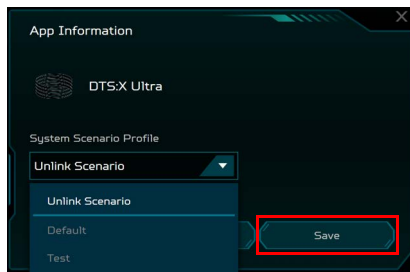 App Information
DTS:X Ultra
System Scenario Profile
Unlink Scenario
Unlink Scenario
Default
Test
Save